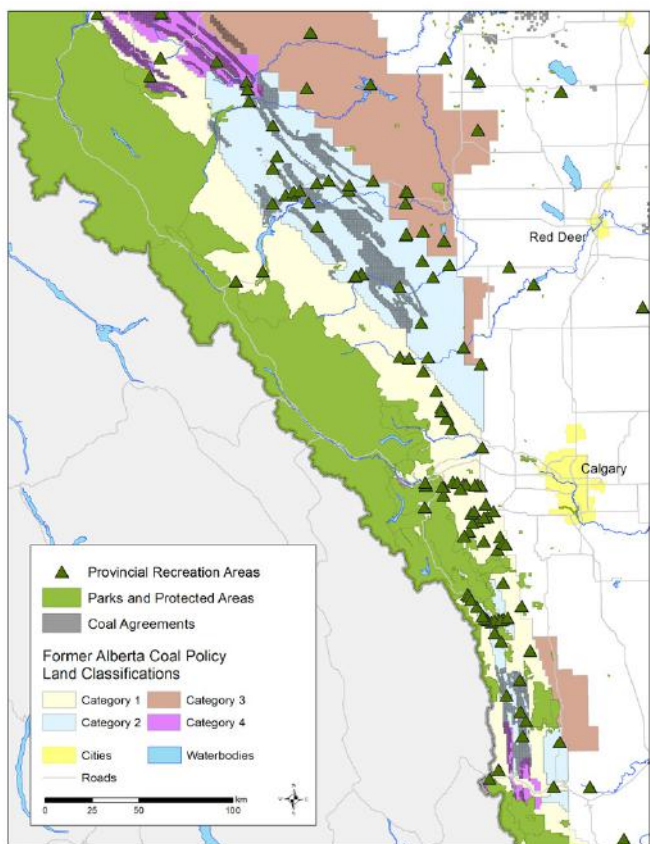 Red Deer
Calgary
Provincial Recreation Areas
Parks and Protected Areas
Coal Agreements
Former Alberta Coal Policy
Land Classifications
Category 1
Category 3
Category 2
Category 4
Cities
Waterbodies
Roads
0 25 50 100
km